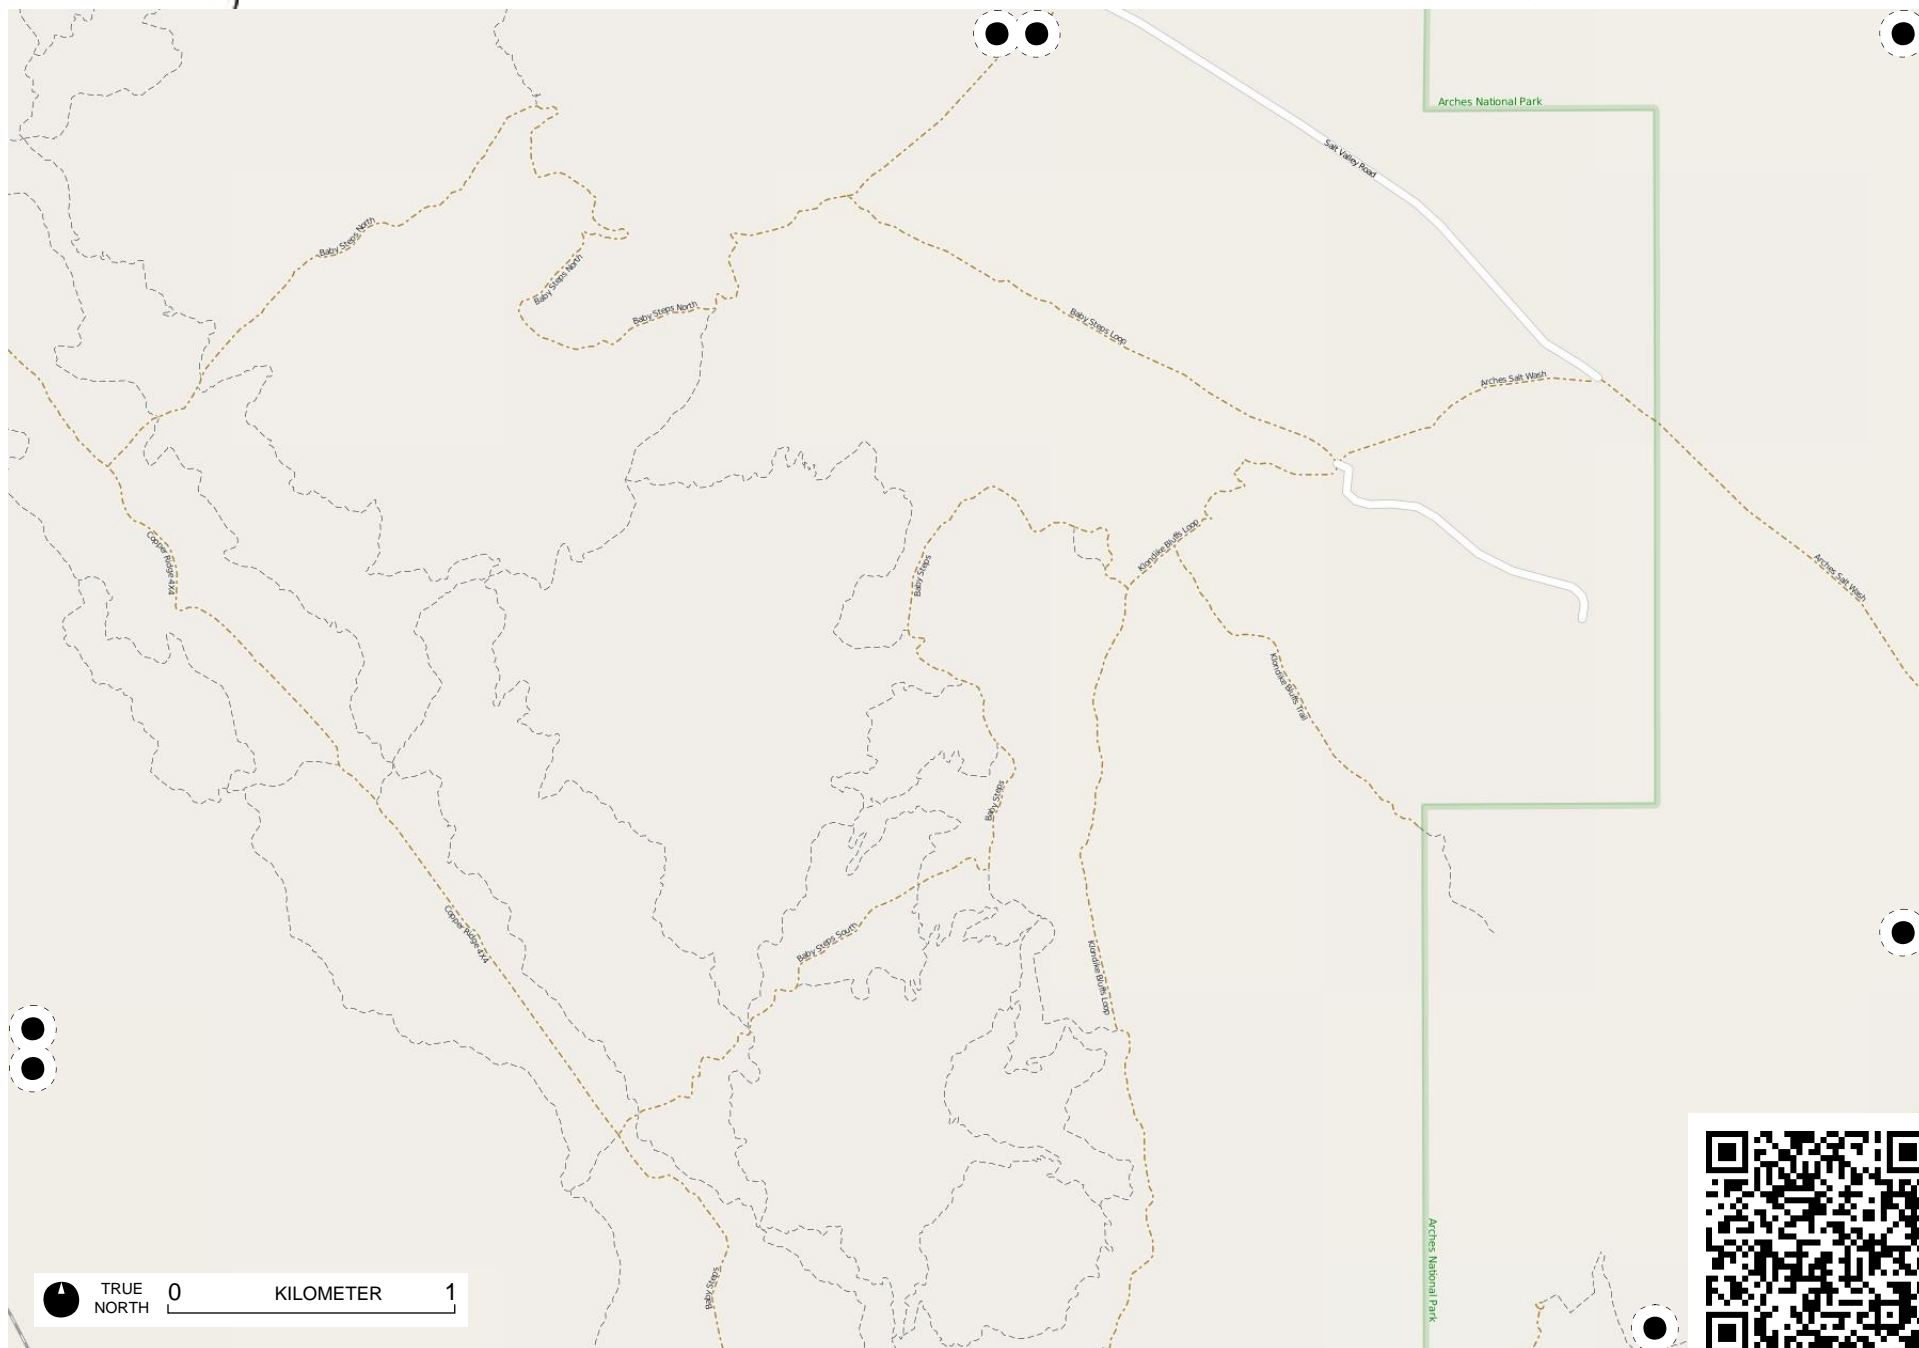 Arches National Park
Salt Valley Road
Baby Steps North
Baby Steps North
Baby Steps North
Baby Steps Loop
Arches Salt Wash
Copper Ridge 4X4
Baby Steps
Klondike Bluffs Loop
Arches Salt Wash
Klondike Bluffs Trail
Baby Steps
Copper Ridge 4X4
Baby Steps South
Klondike Bluffs Loop
Arches National Park
Baby Steps
TRUE
NORTH
0 KILOMETER 1